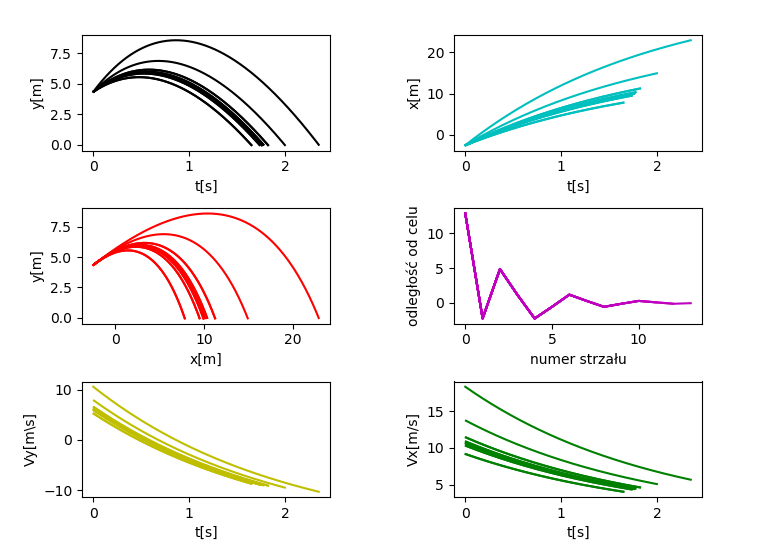 7.5
5.0
2.5
0.0
y[m]
0 1 2
t[s]
20
10
0
x[m]
0 1 2
t[s]
7.5
5.0
2.5
0.0
y[m]
0 10 20
x[m]
10
5
0
odległość od celu
0 5 10
numer strzału
10
0
−10
Vy[m\s]
0 1 2
t[s]
15
10
5
Vx[m/s]
0 1 2
t[s]